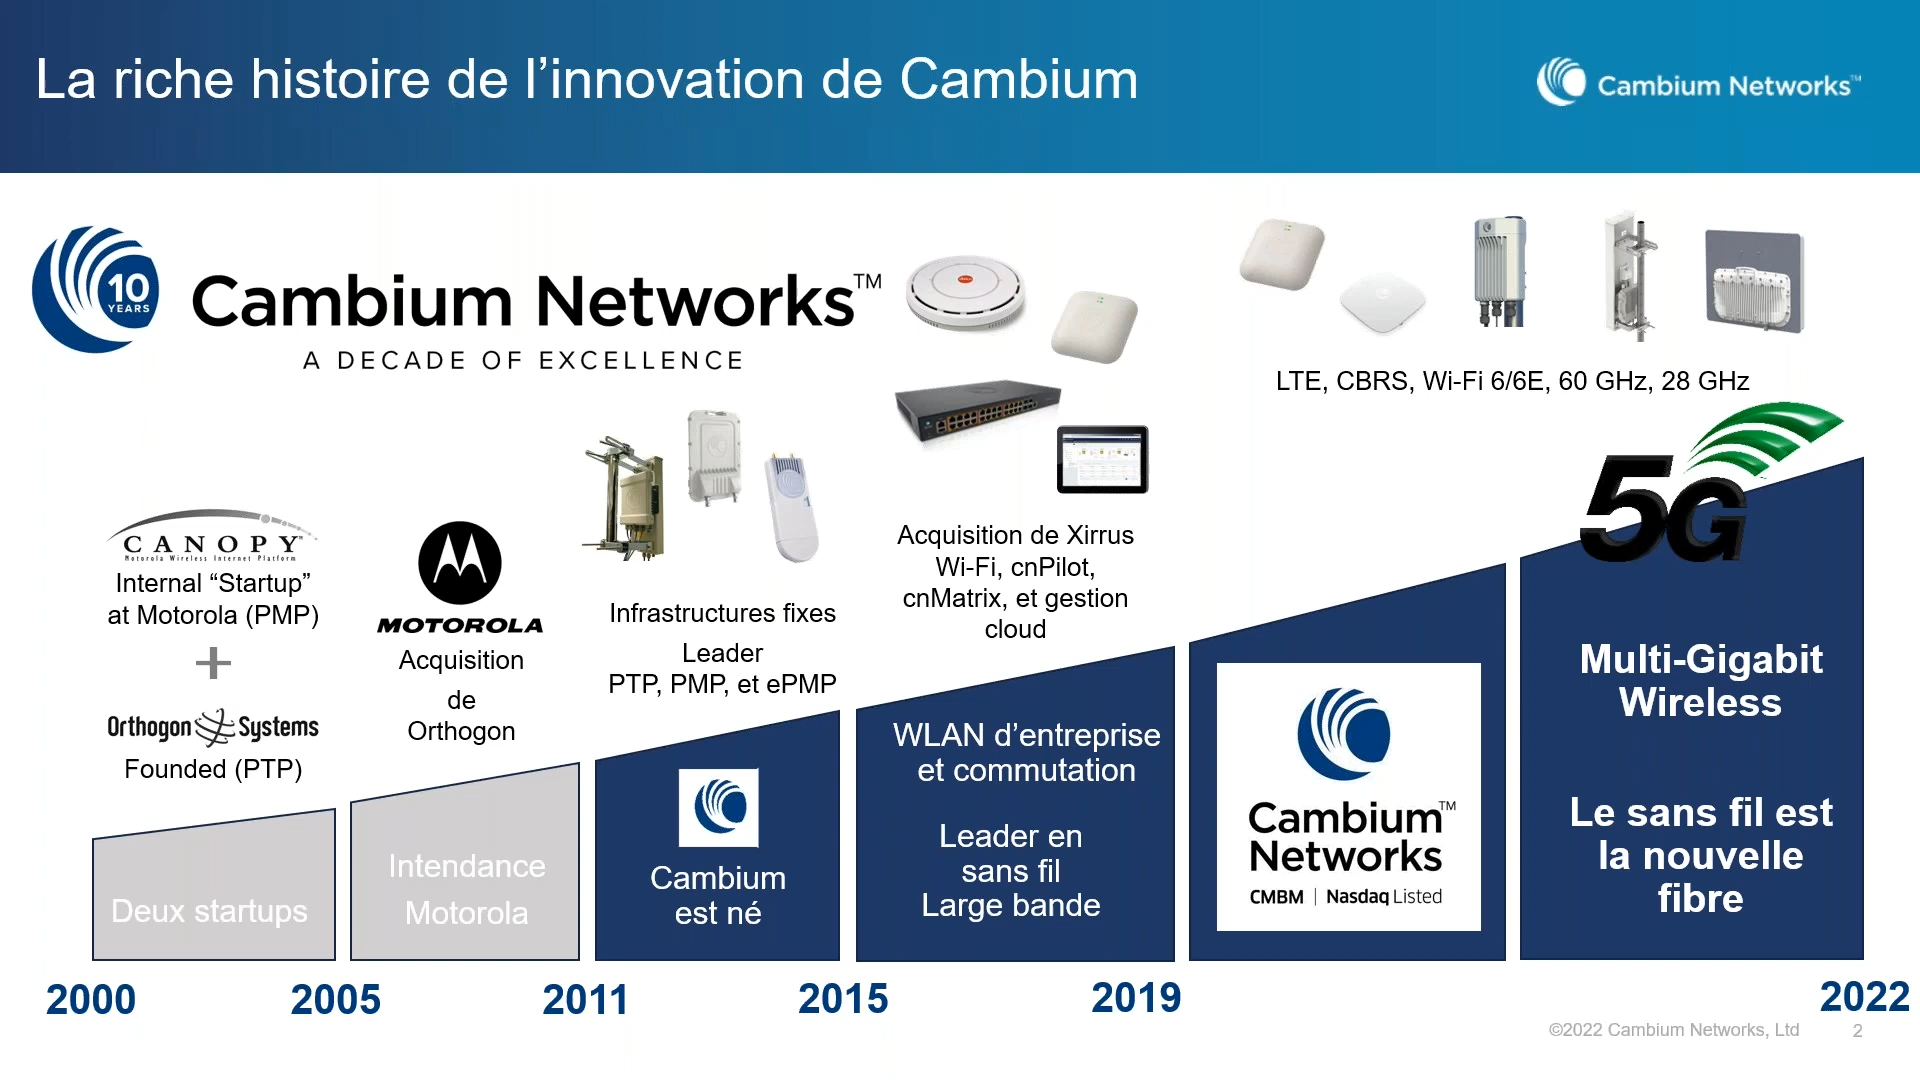 La riche histoire de l’innovation de Cambium
Cambium Networks™
10
YEARS
Cambium Networks™
A DECADE OF EXCELLENCE
CANOPY
Motorola Wireless Internet Platform
Internal “Startup”
at Motorola (PMP)
+
Orthogon Systems
Founded (PTP)
Deux startups
MOTOROLA
Acquisition
de
Orthogon
Intendance
Motorola
Infrastructures fixes
Leader
PTP, PMP, et ePMP
Cambium
est né
Acquisition de Xirrus
Wi-Fi, cnPilot,
cnMatrix, et gestion
cloud
WLAN d’entreprise
et commutation
Leader en
sans fil
Large bande
LTE, CBRS, Wi-Fi 6/6E, 60 GHz, 28 GHz
Cambium™
Networks
CMBM | Nasdaq Listed
5G
Multi-Gigabit
Wireless
Le sans fil est
la nouvelle
fibre
2000
2005
2011
2015
2019
2022
©2022 Cambium Networks, Ltd
2